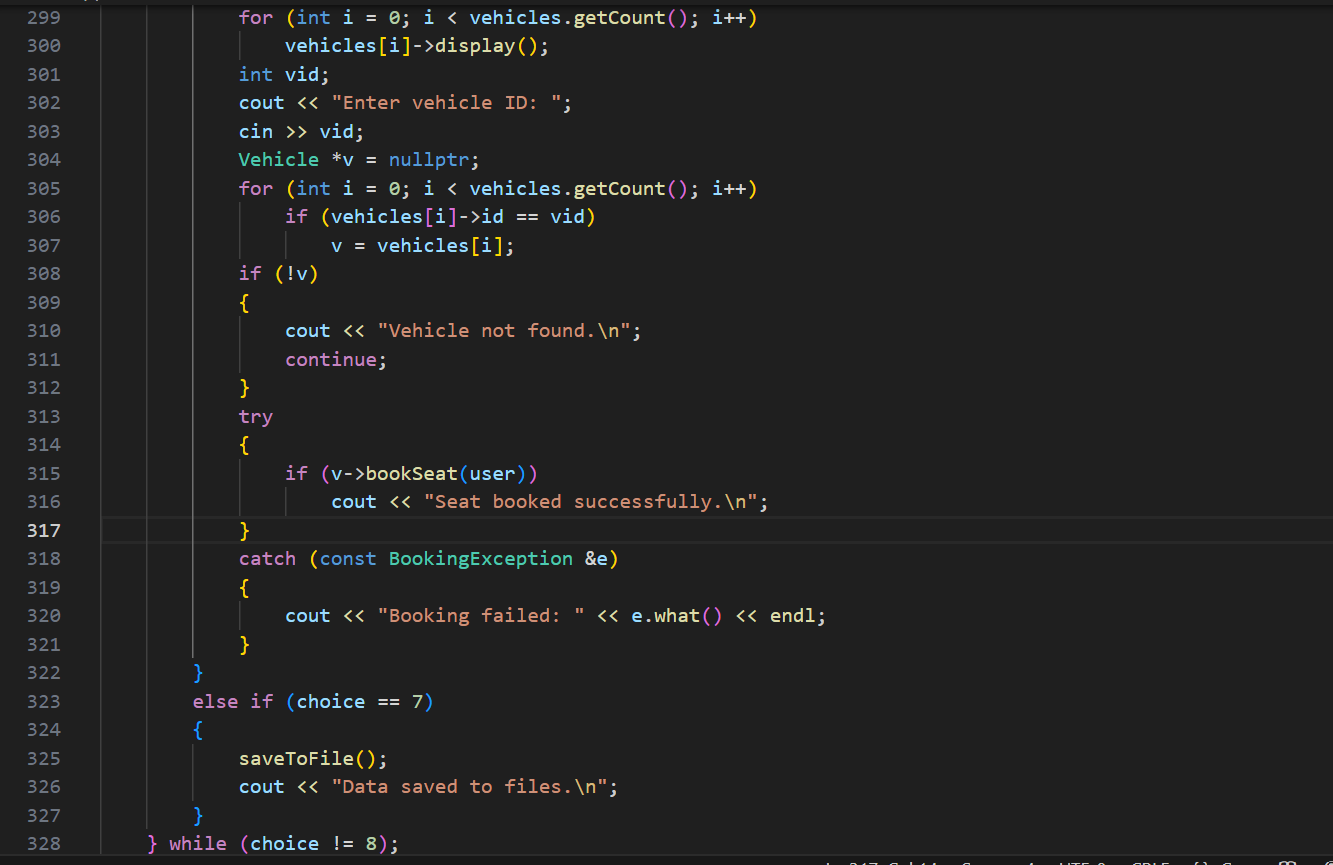 299 for (int i = 0; i < vehicles.getCount(); i++)
300 vehicles[i]->display();
301 int vid;
302 cout << "Enter vehicle ID: ";
303 cin >> vid;
304 Vehicle *v = nullptr;
305 for (int i = 0; i < vehicles.getCount(); i++)
306 if (vehicles[i]->id == vid)
307 v = vehicles[i];
308 if (!v)
309 {
310 cout << "Vehicle not found.\n";
311 continue;
312 }
313 try
314 {
315 if (v->bookSeat(user))
316 cout << "Seat booked successfully.\n";
317 }
318 catch (const BookingException &e)
319 {
320 cout << "Booking failed: " << e.what() << endl;
321 }
322 }
323 else if (choice == 7)
324 {
325 saveToFile();
326 cout << "Data saved to files.\n";
327 }
328 } while (choice != 8);